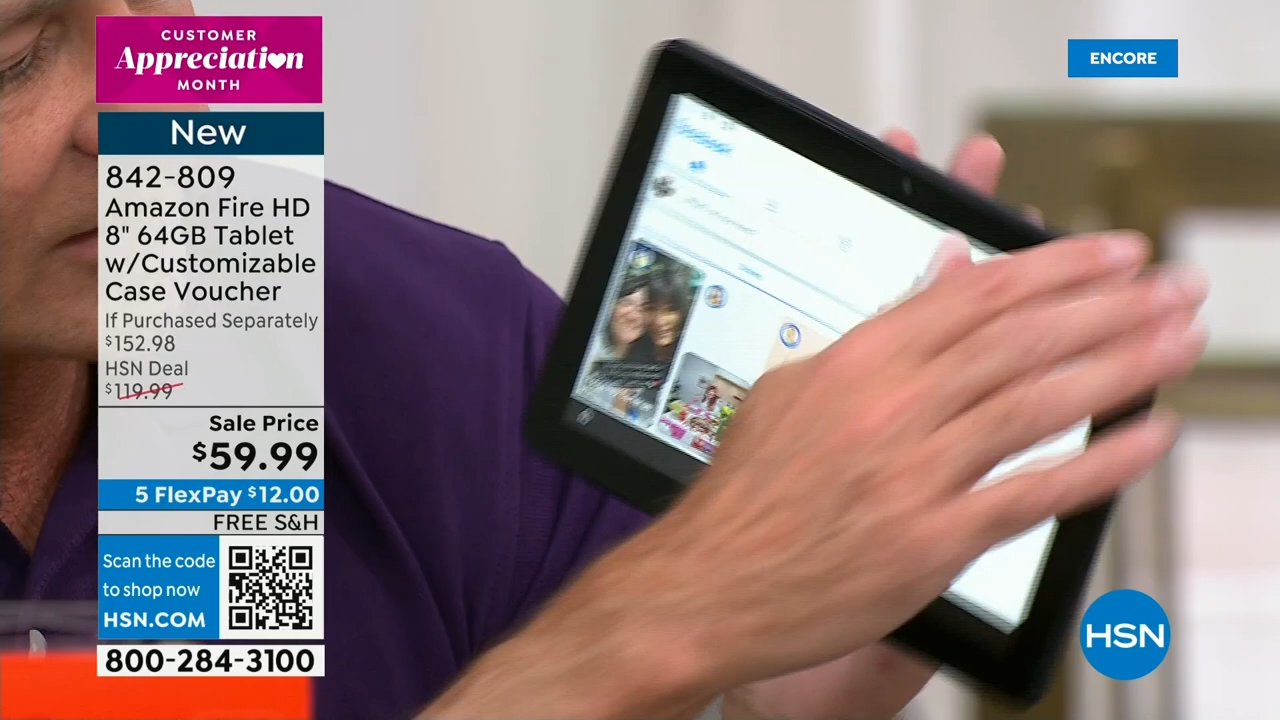 CUSTOMER
Appreciation
MONTH
ENCORE
New
842-809
Amazon Fire HD
8" 64GB Tablet
w/Customizable
Case Voucher
If Purchased Separately
$152.98
HSN Deal
$119.99
Sale Price
$59.99
5 FlexPay $12.00
FREE S&H
Scan the code
to shop now
HSN.COM
800-284-3100
HSN